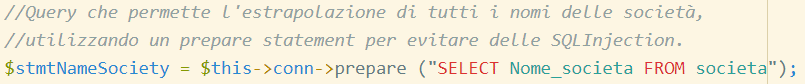 //Query che permette l'estrapolazione di tutti i nomi delle società,
//utilizzando un prepare statement per evitare delle SQLInjection.
$stmtNameSociety = $this->conn->prepare ("SELECT Nome_societa FROM societa");